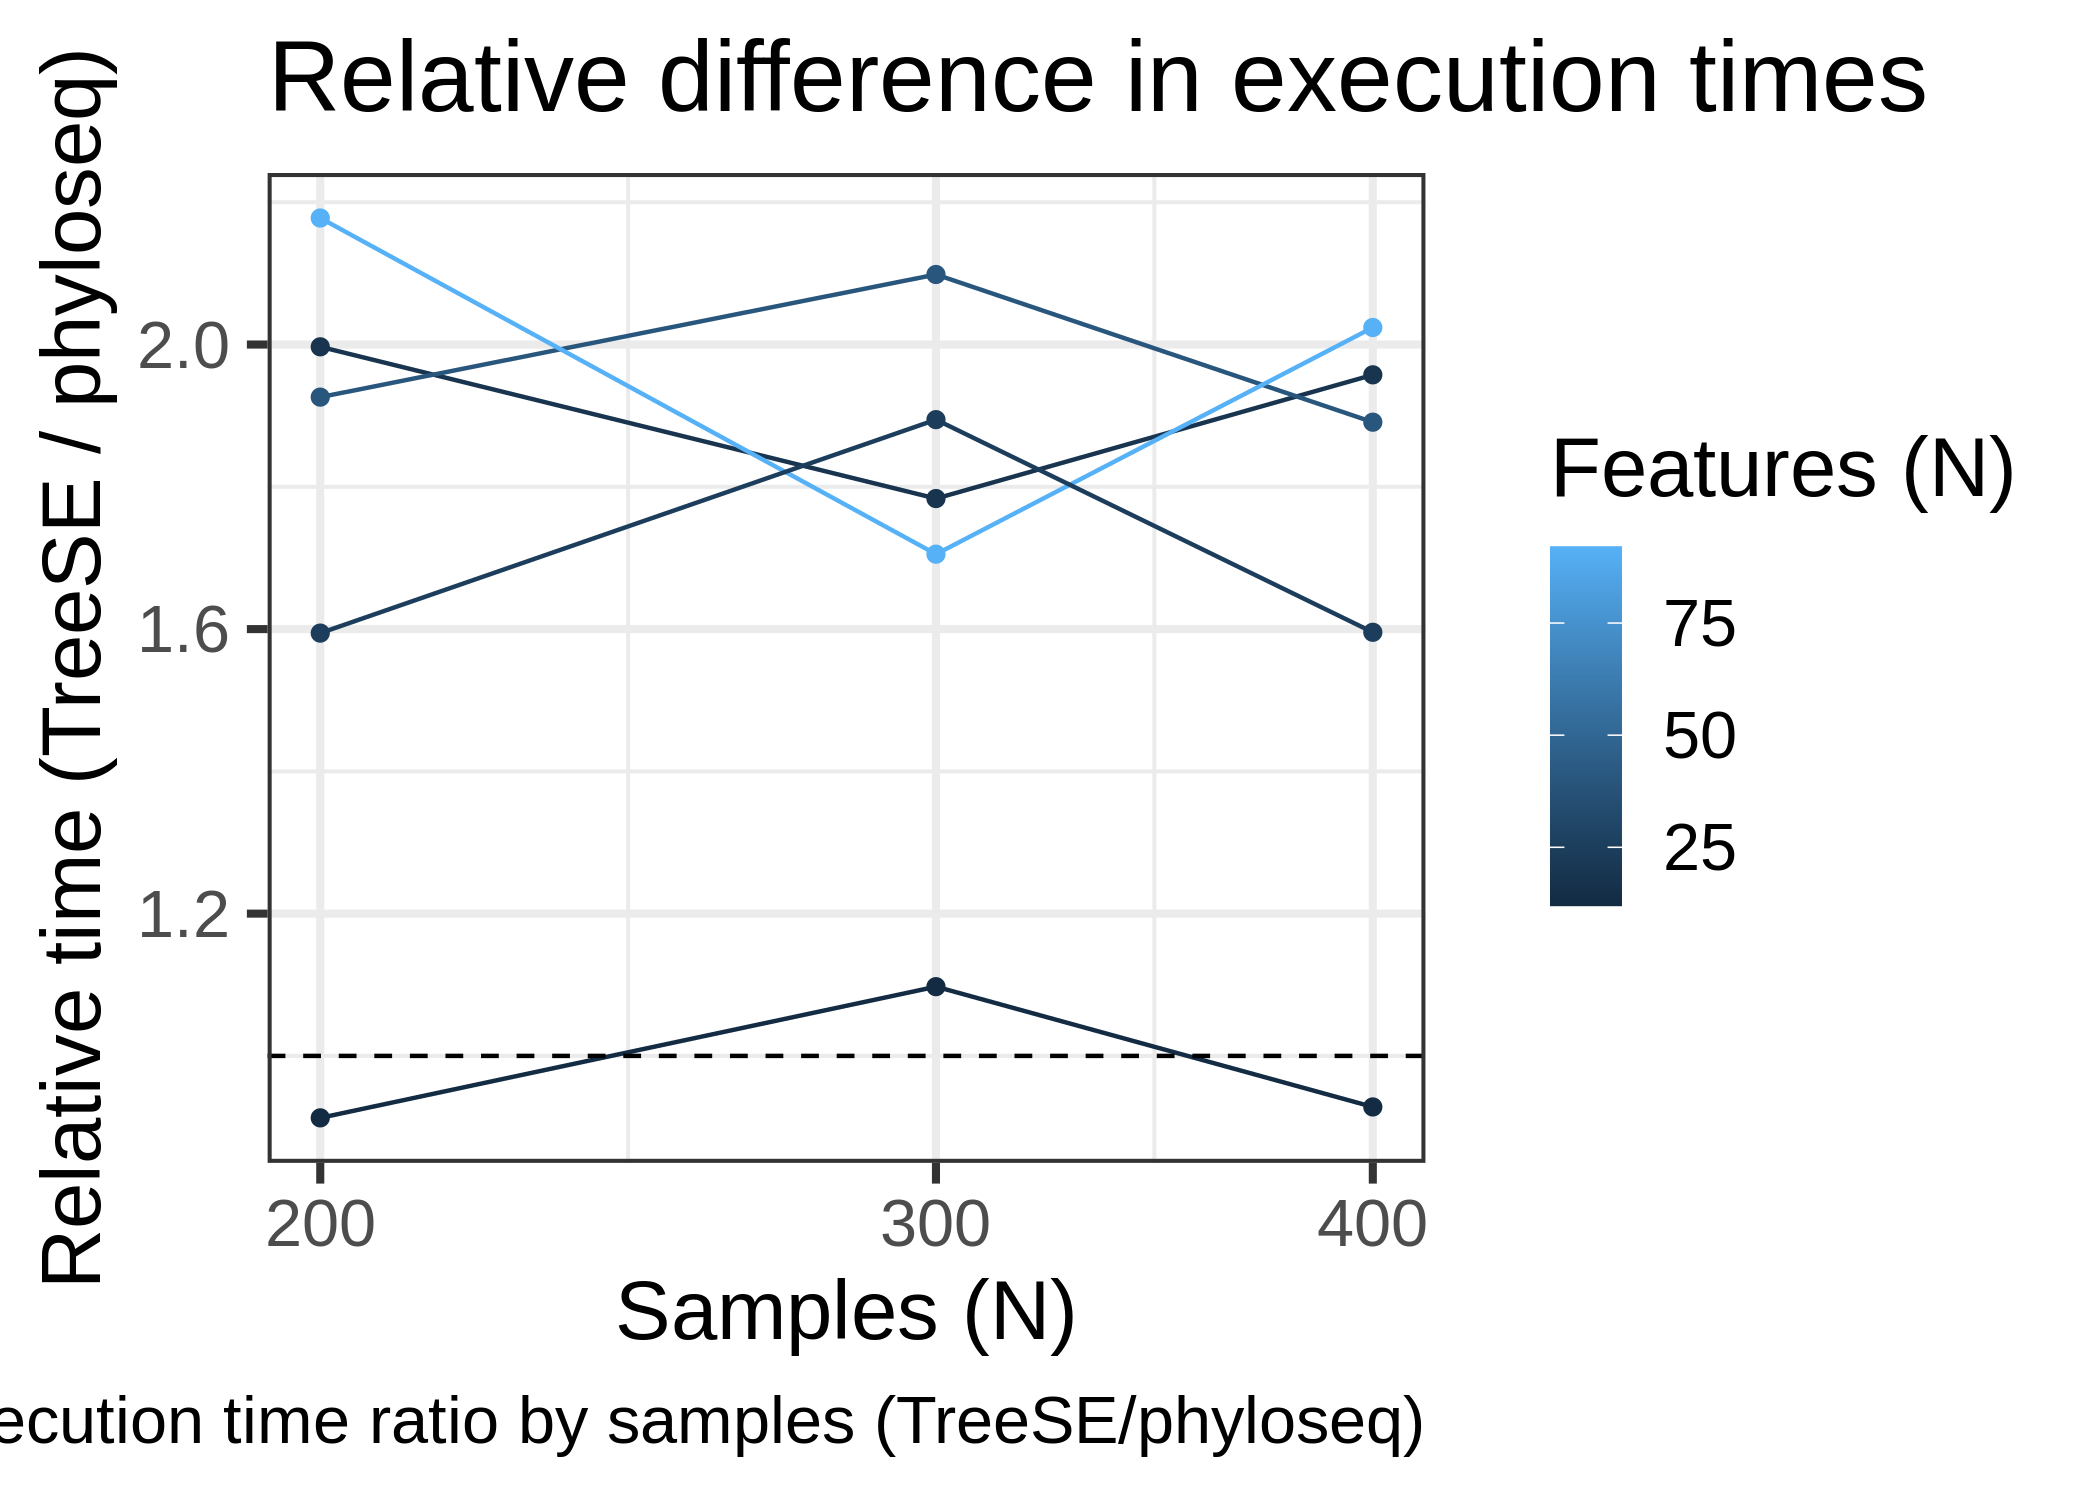 Relative difference in execution times
Relative time (TreeSE / phyloseq)
2.0
1.6
1.2
200 300 400
Samples (N)
Features (N)
75
50
25
time ratio by samples (TreeSE/phyloseq)